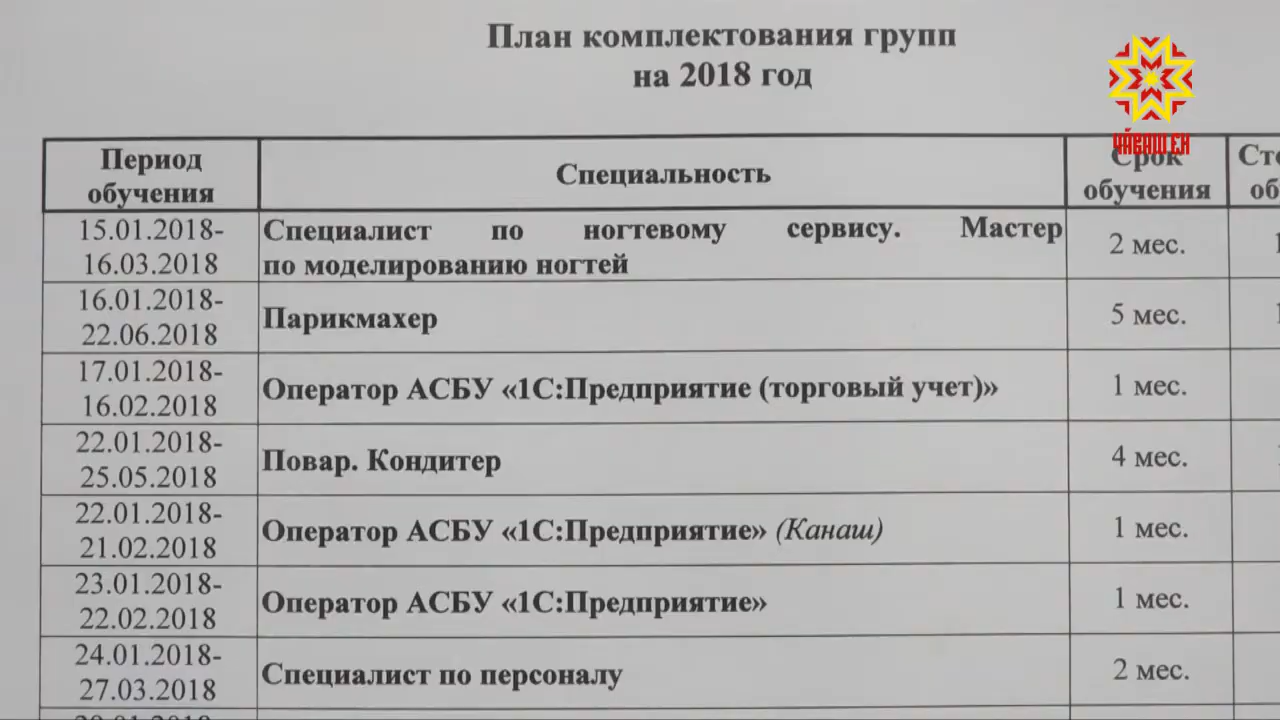 План комплектования групп
на 2018 год
ЧӐВАШ ЕН
Период
обучения
Специальность
Срок
обучения
15.01.2018-
16.03.2018
Специалист по ногтевому сервису. Мастер
по моделированию ногтей
2 мес.
16.01.2018-
22.06.2018
Парикмахер
5 мес.
17.01.2018-
16.02.2018
Оператор АСБУ «1С:Предприятие (торговый учет)»
1 мес.
22.01.2018-
25.05.2018
Повар. Кондитер
4 мес.
22.01.2018-
21.02.2018
Оператор АСБУ «1С:Предприятие» (Канаш)
1 мес.
23.01.2018-
22.02.2018
Оператор АСБУ «1С:Предприятие»
1 мес.
24.01.2018-
27.03.2018
Специалист по персоналу
2 мес.